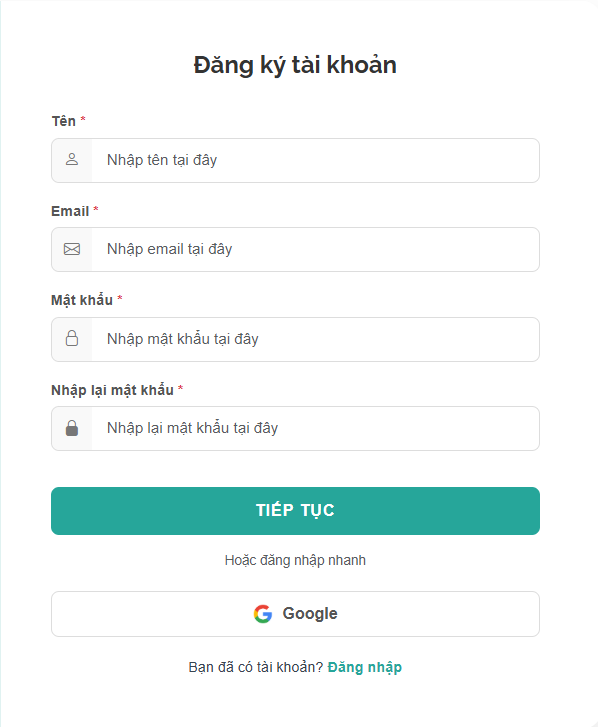 Đăng ký tài khoản
Tên *
Nhập tên tại đây
Email *
Nhập email tại đây
Mật khẩu *
Nhập mật khẩu tại đây
Nhập lại mật khẩu *
Nhập lại mật khẩu tại đây
TIẾP TỤC
Hoặc đăng nhập nhanh
Google
Bạn đã có tài khoản? Đăng nhập